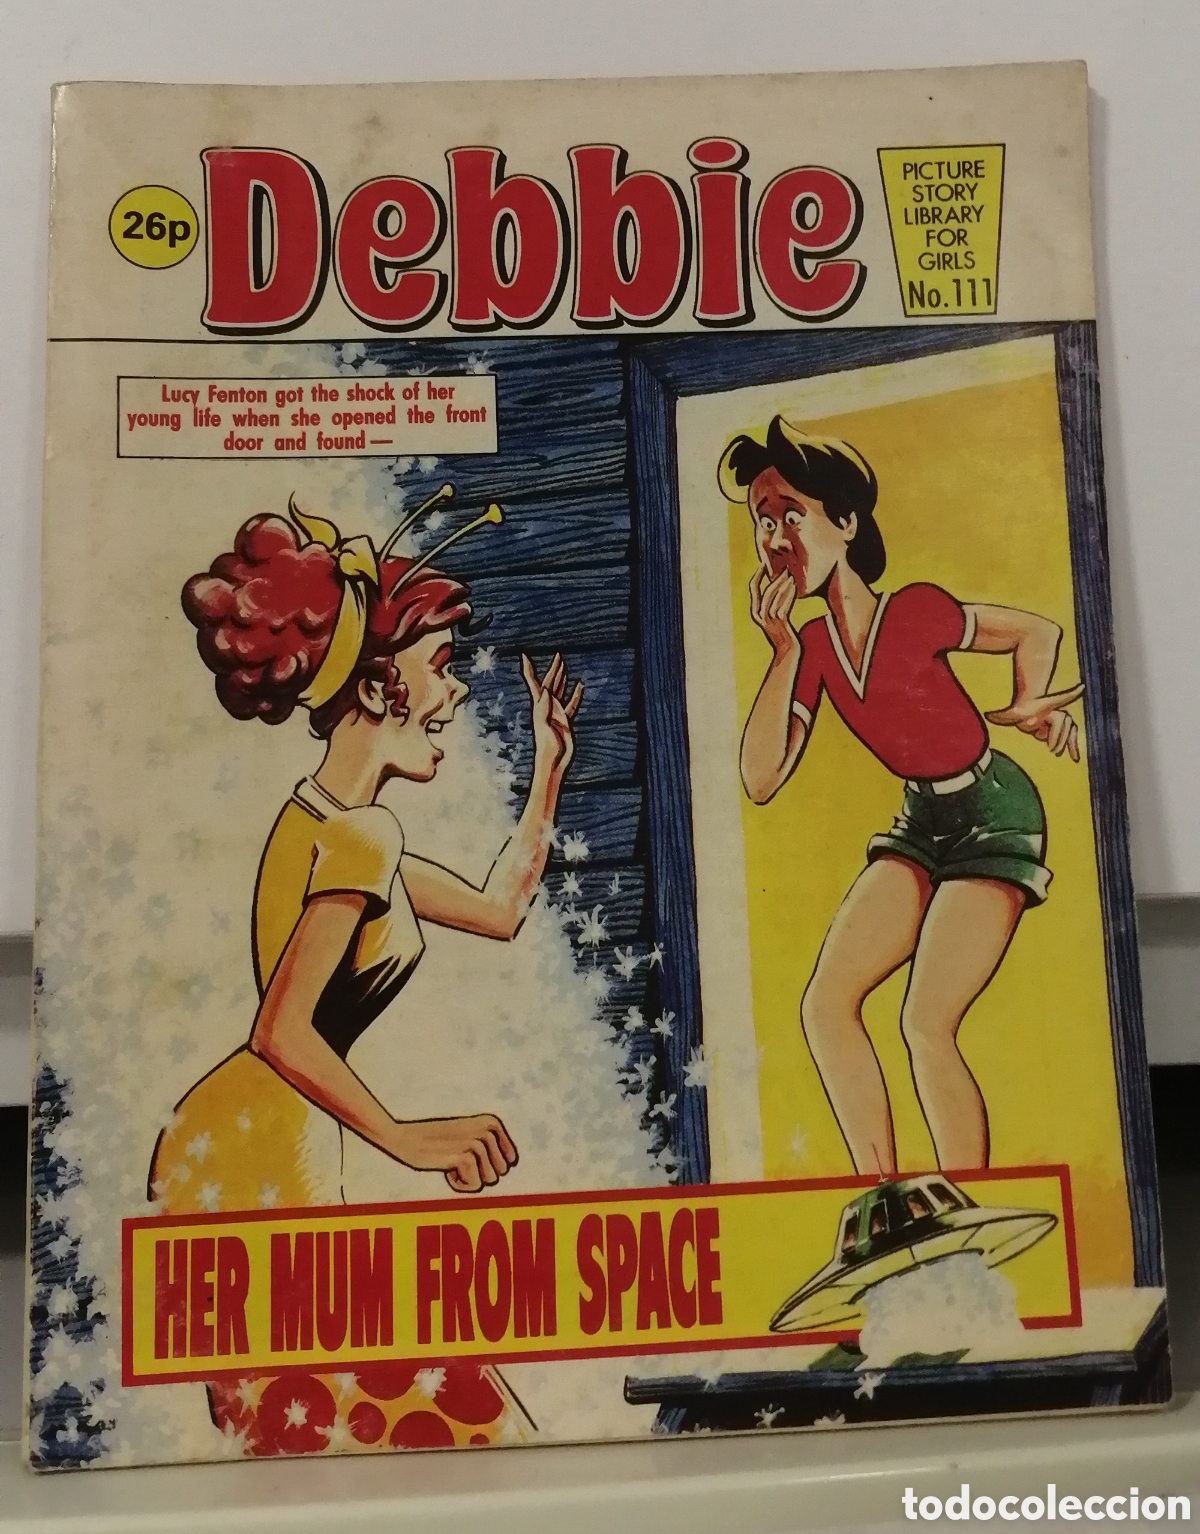 26p
Debbie
PICTURE
STORY
LIBRARY
FOR
GIRLS
No.111
Lucy Fenton got the shock of her
young life when she opened the front
door and found —
HER MUM FROM SPACE
todocoleccion